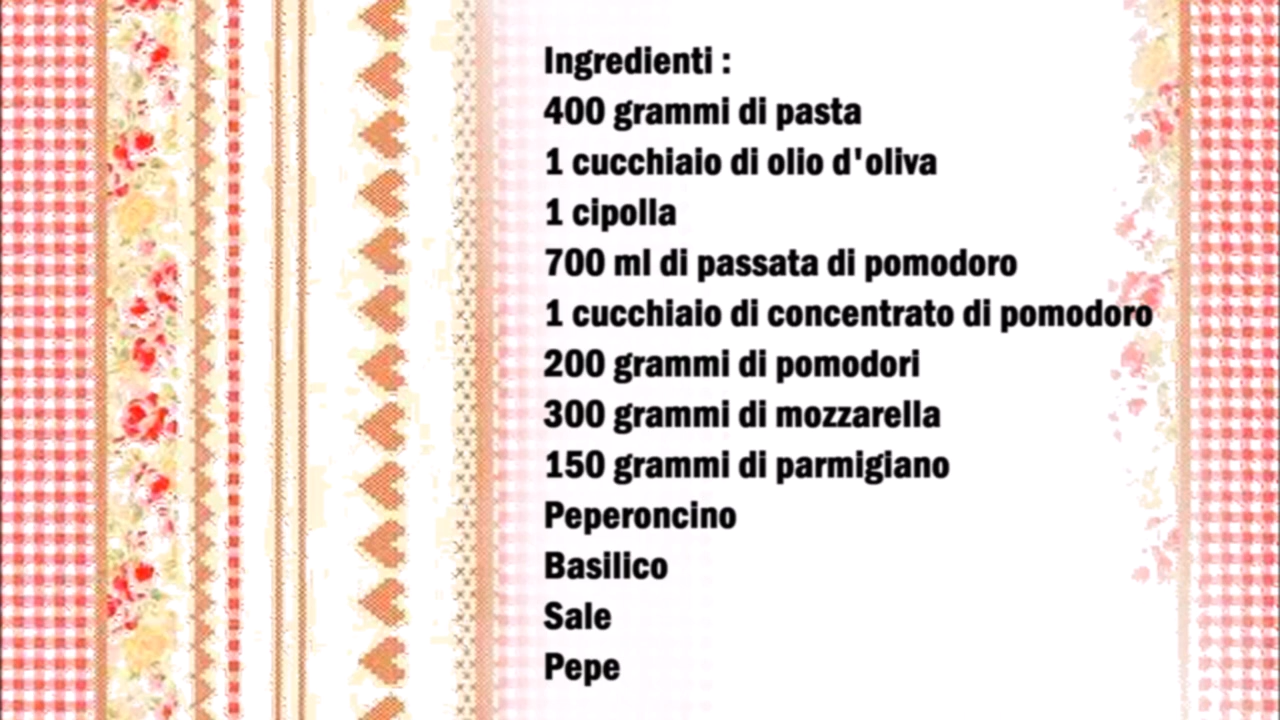 Ingredienti :
400 grammi di pasta
1 cucchiaio di olio d'oliva
1 cipolla
700 ml di passata di pomodoro
1 cucchiaio di concentrato di pomodoro
200 grammi di pomodori
300 grammi di mozzarella
150 grammi di parmigiano
Peperoncino
Basilico
Sale
Pepe